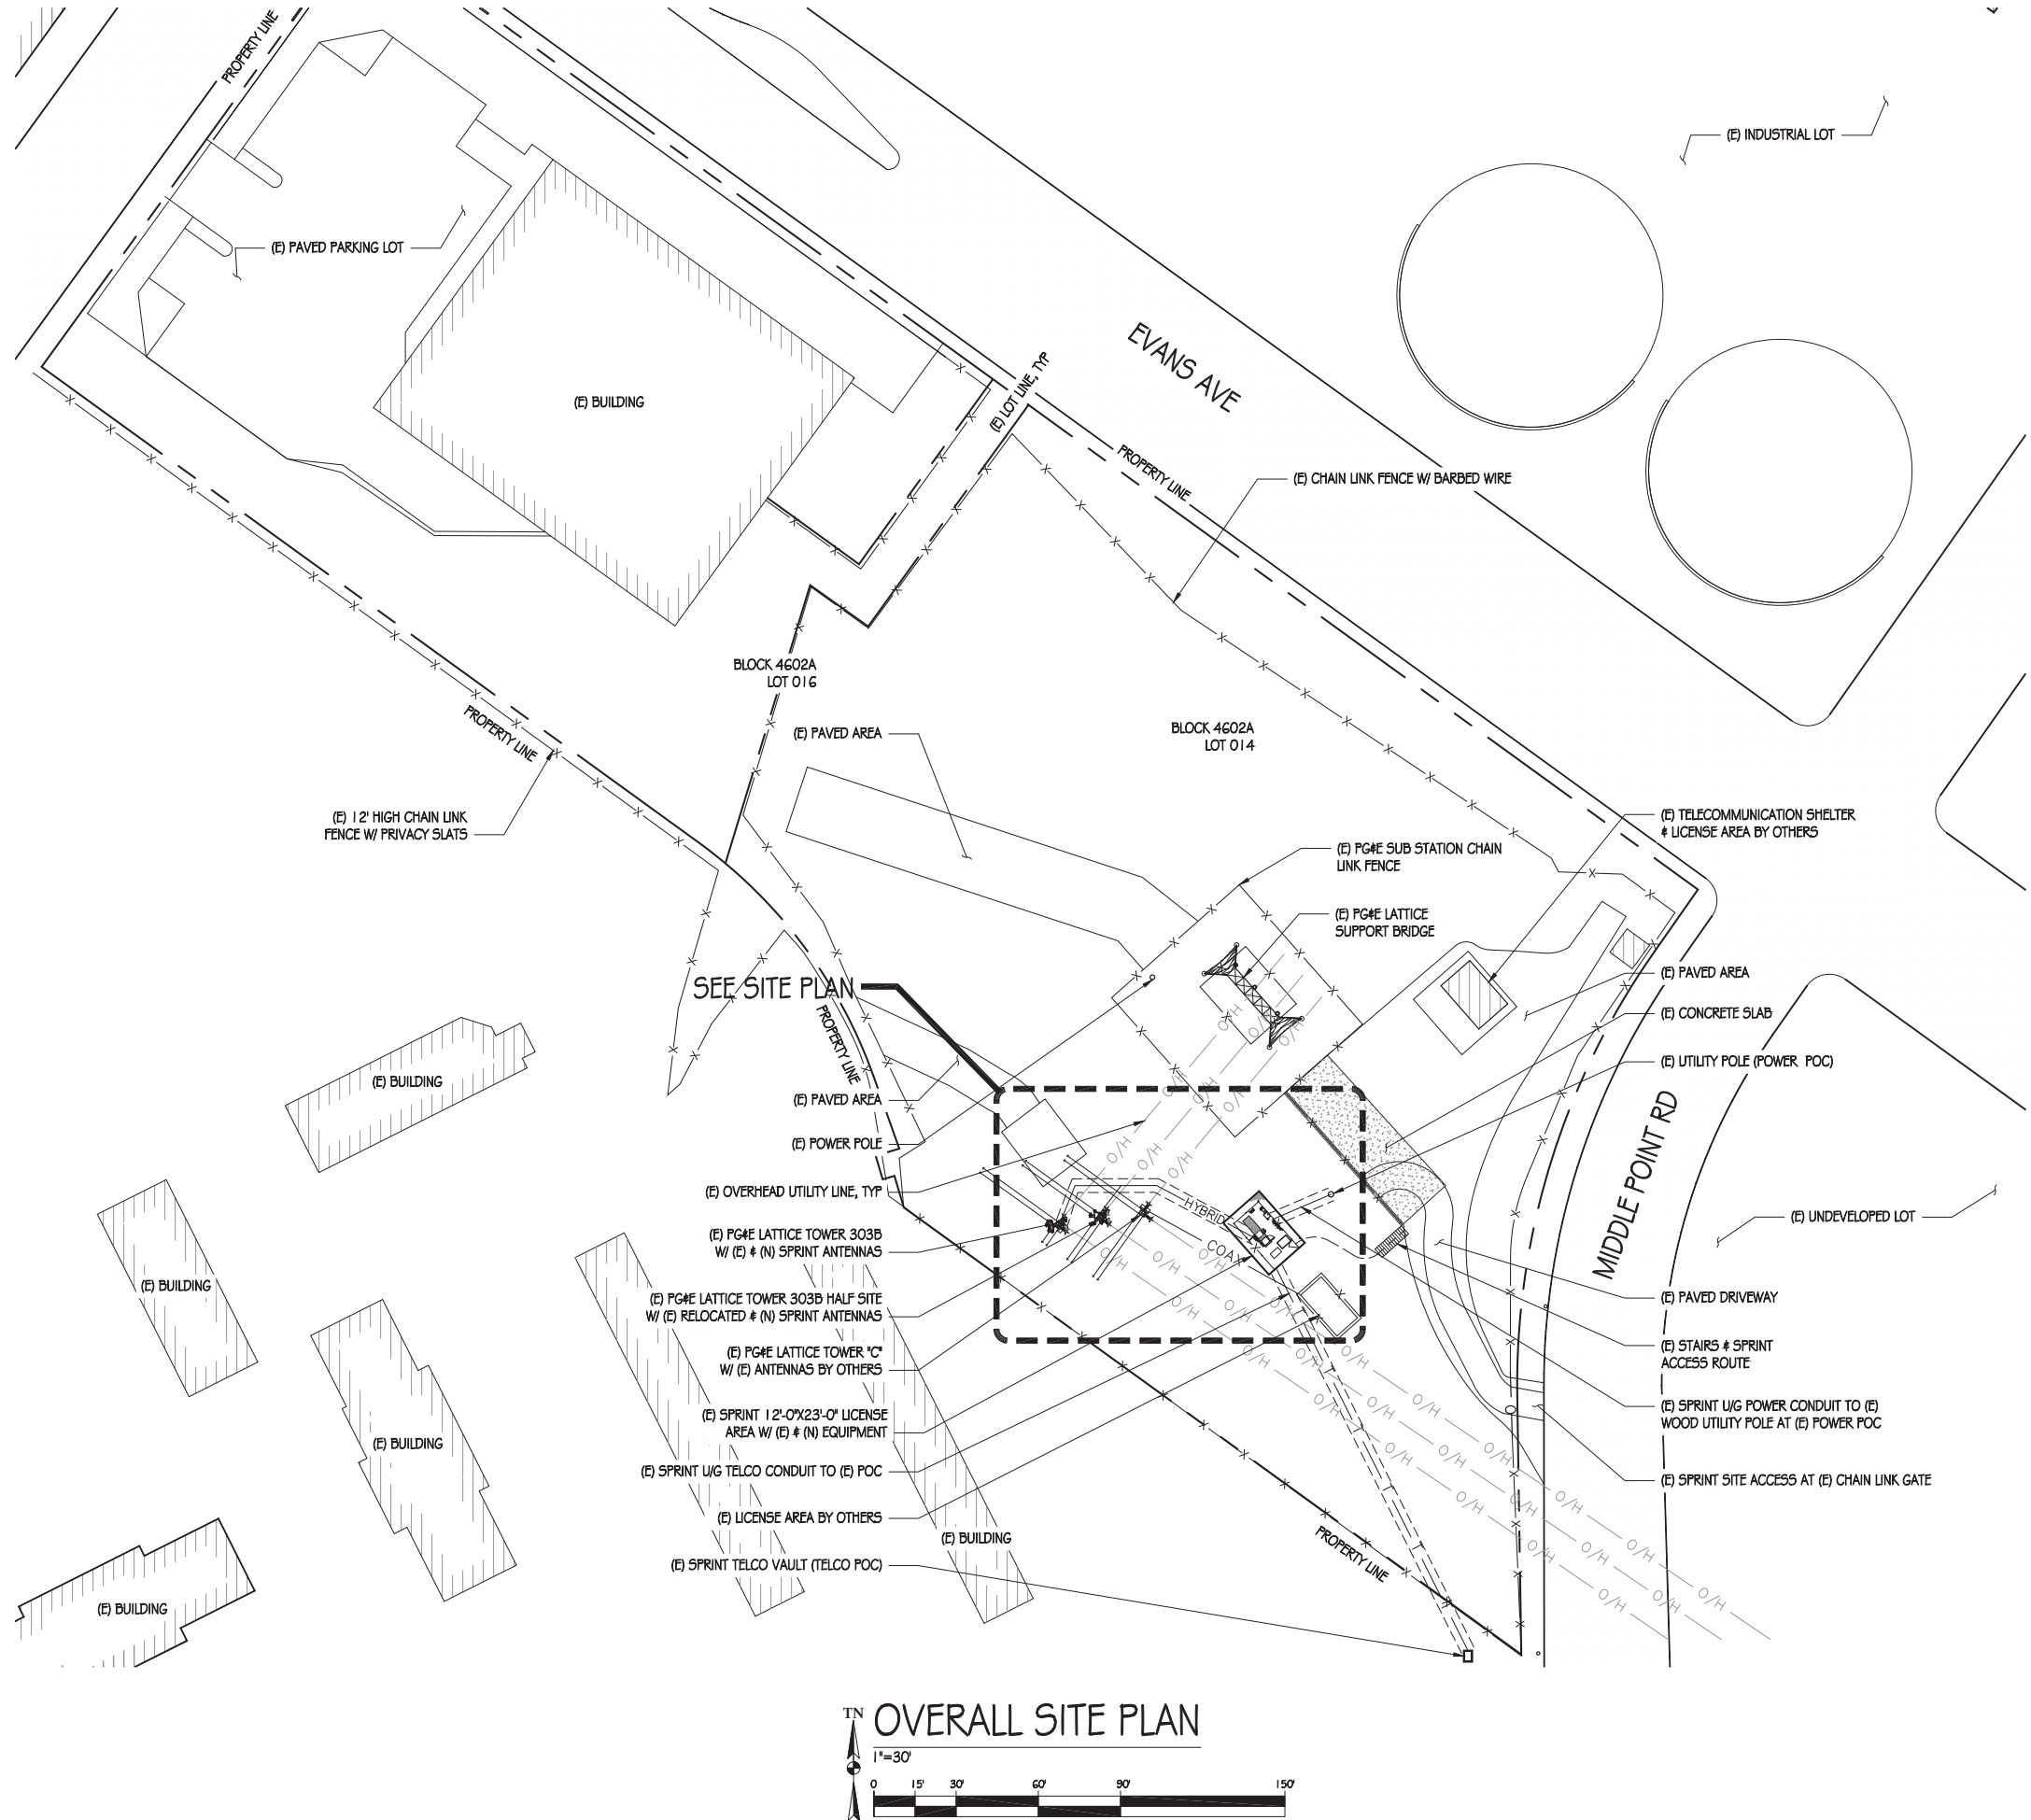 PROPERTY LINE
(E) INDUSTRIAL LOT
(E) PAVED PARKING LOT
EVANS AVE
(E) LOT LINE, TYP
(E) BUILDING
PROPERTY LINE
(E) CHAIN LINK FENCE W/ BARBED WIRE
BLOCK 4602A
LOT 016
BLOCK 4602A
LOT 014
PROPERTY LINE
(E) PAVED AREA
(E) 12' HIGH CHAIN LINK
FENCE W/ PRIVACY SLATS
(E) TELECOMMUNICATION SHELTER
& LICENSE AREA BY OTHERS
(E) PG&E SUB STATION CHAIN
LINK FENCE
(E) PG&E LATTICE
SUPPORT BRIDGE
(E) PAVED AREA
SEE SITE PLAN
(E) CONCRETE SLAB
PROPERTY LINE
(E) UTILITY POLE (POWER POC)
(E) BUILDING
(E) PAVED AREA
(E) POWER POLE
MIDDLE POINT RD
(E) OVERHEAD UTILITY LINE, TYP
HYBRID
COAX
(E) UNDEVELOPED LOT
(E) PG&E LATTICE TOWER 303B
W/ (E) & (N) SPRINT ANTENNAS
(E) BUILDING
(E) PG&E LATTICE TOWER 303B HALF SITE
W/ (E) RELOCATED & (N) SPRINT ANTENNAS
(E) PAVED DRIVEWAY
(E) PG&E LATTICE TOWER "C"
W/ (E) ANTENNAS BY OTHERS
(E) STAIRS & SPRINT
ACCESS ROUTE
(E) SPRINT 12'-0"X23'-0" LICENSE
AREA W/ (E) & (N) EQUIPMENT
(E) SPRINT U/G POWER CONDUIT TO (E)
WOOD UTILITY POLE AT (E) POWER POC
(E) BUILDING
(E) SPRINT U/G TELCO CONDUIT TO (E) POC
(E) SPRINT SITE ACCESS AT (E) CHAIN LINK GATE
(E) LICENSE AREA BY OTHERS
(E) BUILDING
PROPERTY LINE
(E) SPRINT TELCO VAULT (TELCO POC)
(E) BUILDING
O/H O/H O/H O/H O/H O/H O/H O/H O/H
O/H O/H O/H O/H O/H O/H O/H O/H O/H
O/H O/H O/H O/H O/H O/H O/H O/H O/H
TN
OVERALL SITE PLAN
1"=30'
0 15' 30' 60' 90' 150'